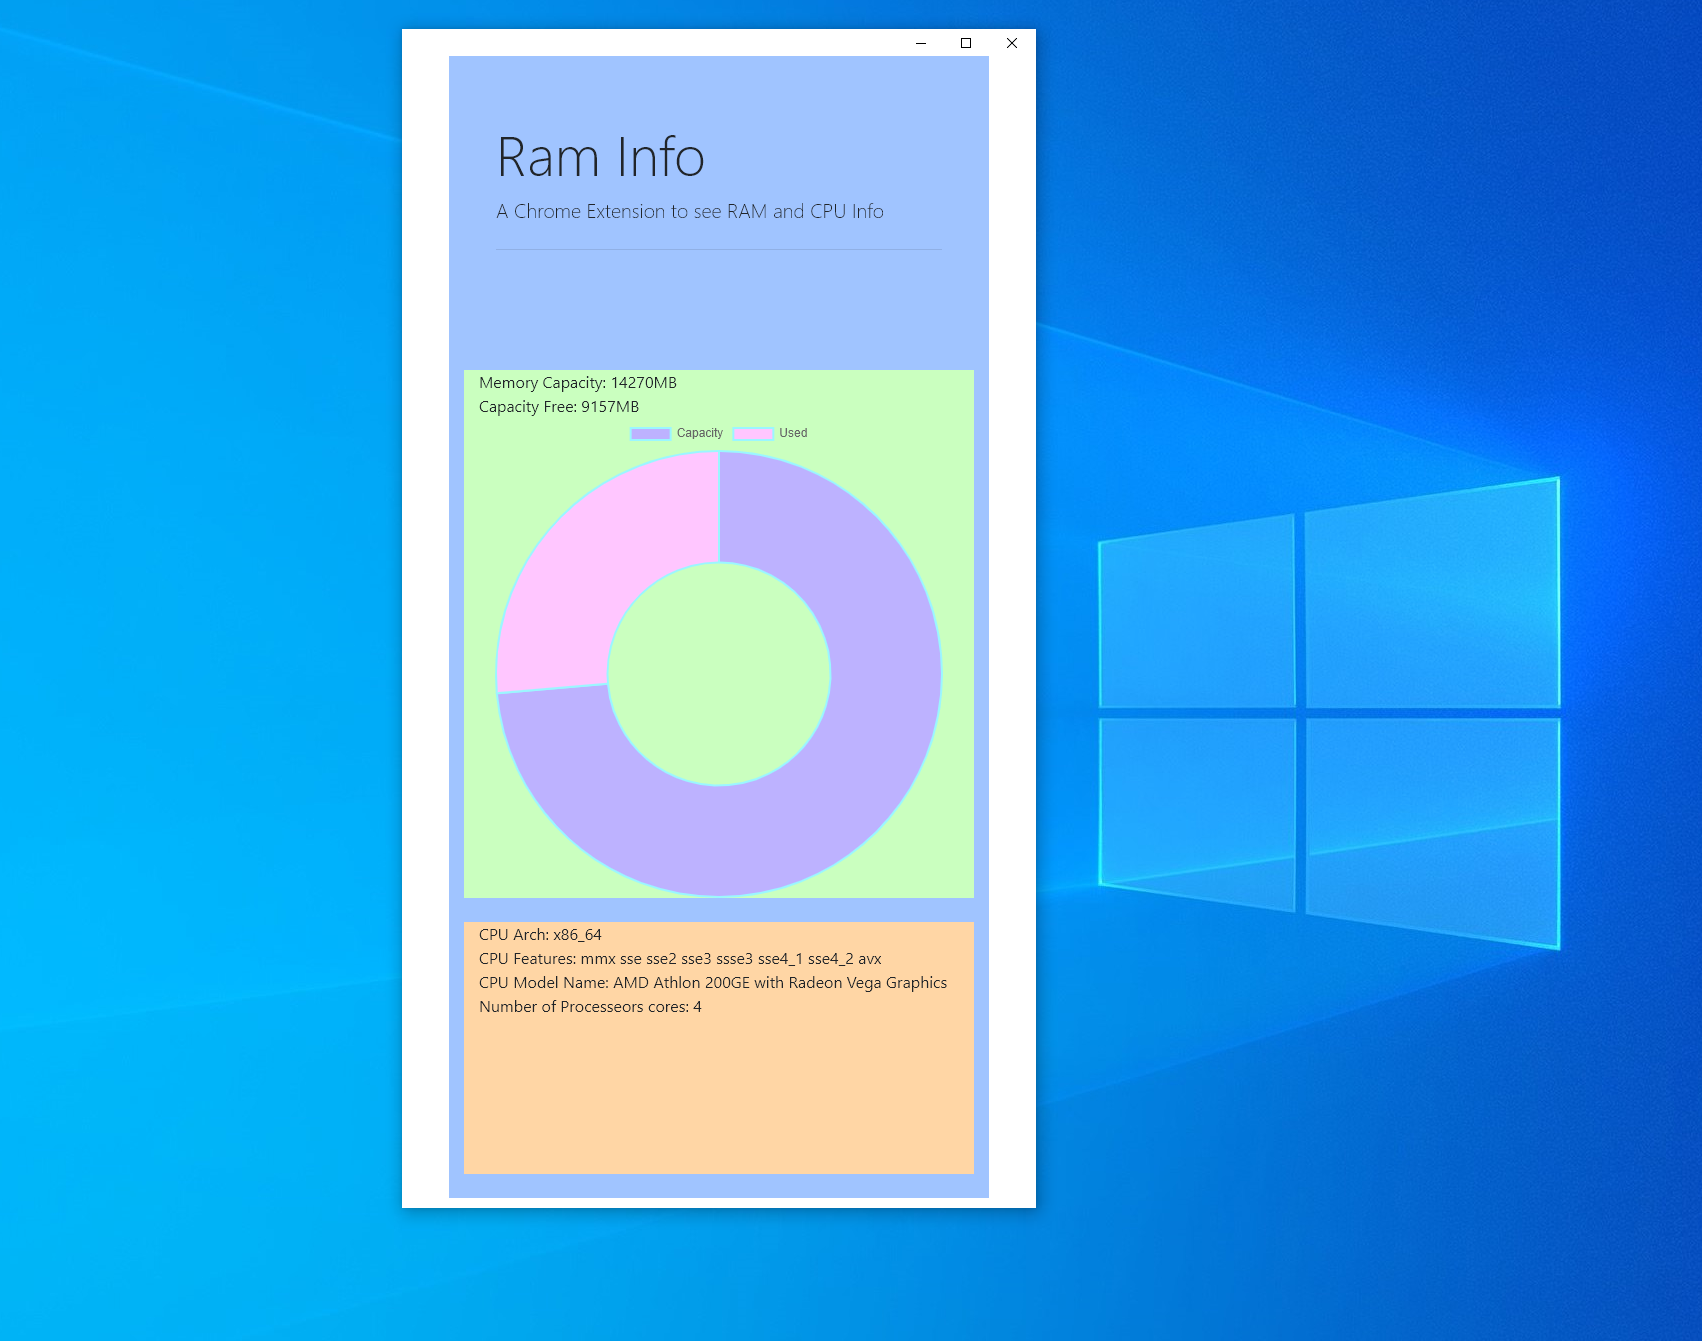 Ram Info
A Chrome Extension to see RAM and CPU Info
Memory Capacity: 14270MB
Capacity Free: 9157MB
Capacity Used
CPU Arch: x86_64
CPU Features: mmx sse sse2 sse3 ssse3 sse4_1 sse4_2 avx
CPU Model Name: AMD Athlon 200GE with Radeon Vega Graphics
Number of Processeors cores: 4